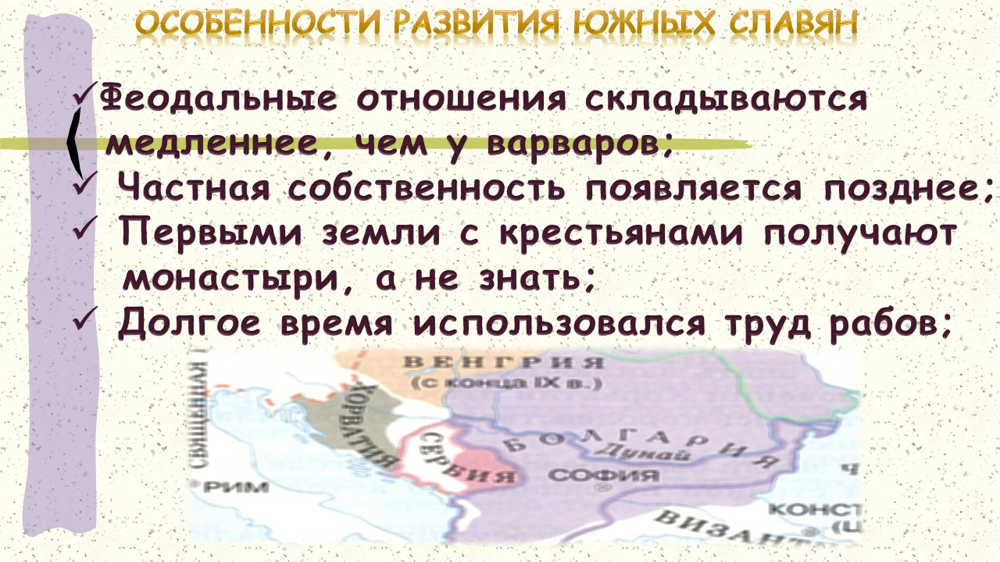 ОСОБЕННОСТИ РАЗВИТИЯ ЮЖНЫХ СЛАВЯН
✓Феодальные отношения складываются
медленнее, чем у варваров;
✓ Частная собственность появляется позднее;
✓ Первыми земли с крестьянами получают
монастыри, а не знать;
✓ Долгое время использовался труд рабов;
ВЕНГРИЯ
(с конца IX в.)
СВЯЩЕННАЯ
ХОРВАТИЯ
СЕРБИЯ
БОЛГАРИЯ
Дунай
СОФИЯ
РИМ
Ч
КОНСТ
(Ц
ВИЗАНТ